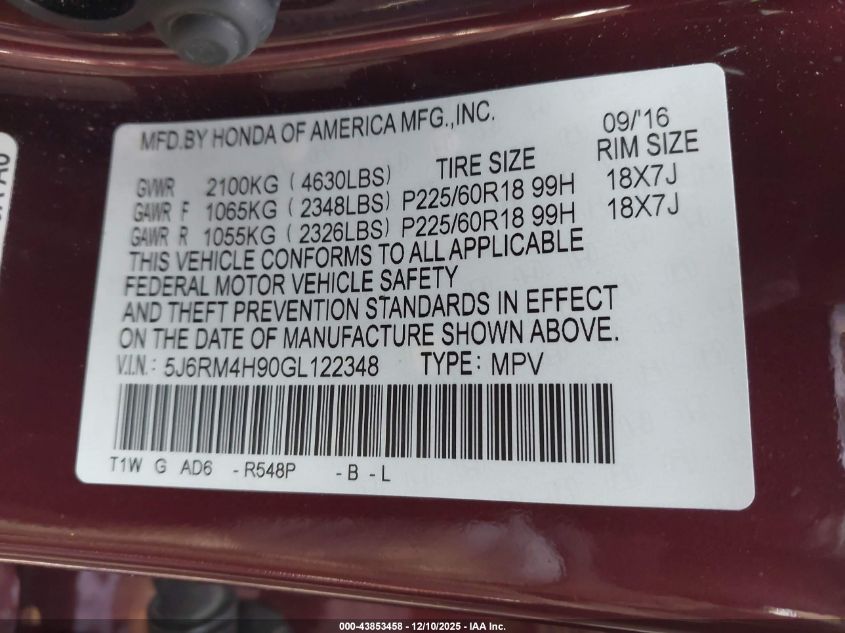 MFD.BY HONDA OF AMERICA MFG.,INC. 09/'16
TIRE SIZE RIM SIZE
GVWR 2100KG ( 4630LBS)
GAWR F 1065KG ( 2348LBS) P225/60R18 99H 18X7J
GAWR R 1055KG ( 2326LBS) P225/60R18 99H 18X7J
THIS VEHICLE CONFORMS TO ALL APPLICABLE
FEDERAL MOTOR VEHICLE SAFETY
AND THEFT PREVENTION STANDARDS IN EFFECT
ON THE DATE OF MANUFACTURE SHOWN ABOVE.
V.I.N.: 5J6RM4H90GL122348 TYPE: MPV
T1W G AD6 -R548P -B -L
000-43853458 - 12/10/2025 - IAA Inc.